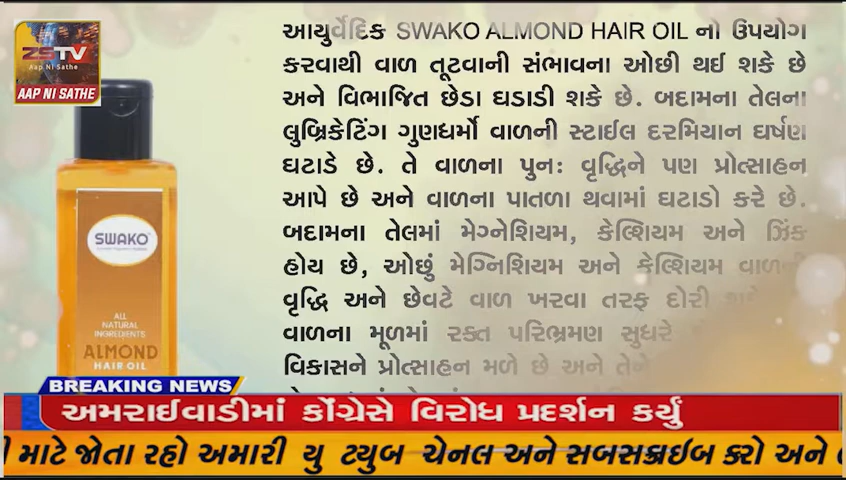 ZSTV
Aap Ni Sathe
AAP NI SATHE
આયુર્વેદિક SWAKO ALMOND HAIR OIL નો ઉપયોગ
કરવાથી વાળ તૂટવાની સંભાવના ઓછી થઈ શકે છે
અને વિભાજિત છેડા ઘડાડી શકે છે. બદામના તેલના
લુબ્રિકેટિંગ ગુણધર્મો વાળની સ્ટાઈલ દરમિયાન ઘર્ષણ
ઘટાડે છે. તે વાળના પુનઃ વૃદ્ધિને પણ પ્રોત્સાહન
આપે છે અને વાળના પાતળા થવામાં ઘટાડો કરે છે.
બદામના તેલમાં મેગ્નેશિયમ, કેલ્શિયમ અને ઝિંક
હોય છે, ઓછું મેગ્નિશિયમ અને કેલ્શિયમ વાળની
વૃદ્ધિ અને છેવટે વાળ ખરવા તરફ દોરી
વાળના મૂળમાં રક્ત પરિભ્રમણ સુધરે
વિકાસને પ્રોત્સાહન મળે છે અને તેને
SWAKO
ALL
NATURAL
INGREDIENTS
ALMOND
HAIR OIL
BREAKING NEWS
અમરાઈવાડીમાં કોંગ્રેસે વિરોધ પ્રદર્શન કર્યું
માટે જોતા રહો અમારી યુ ટ્યુબ ચેનલ અને સબસક્રાઇબ કરો અને